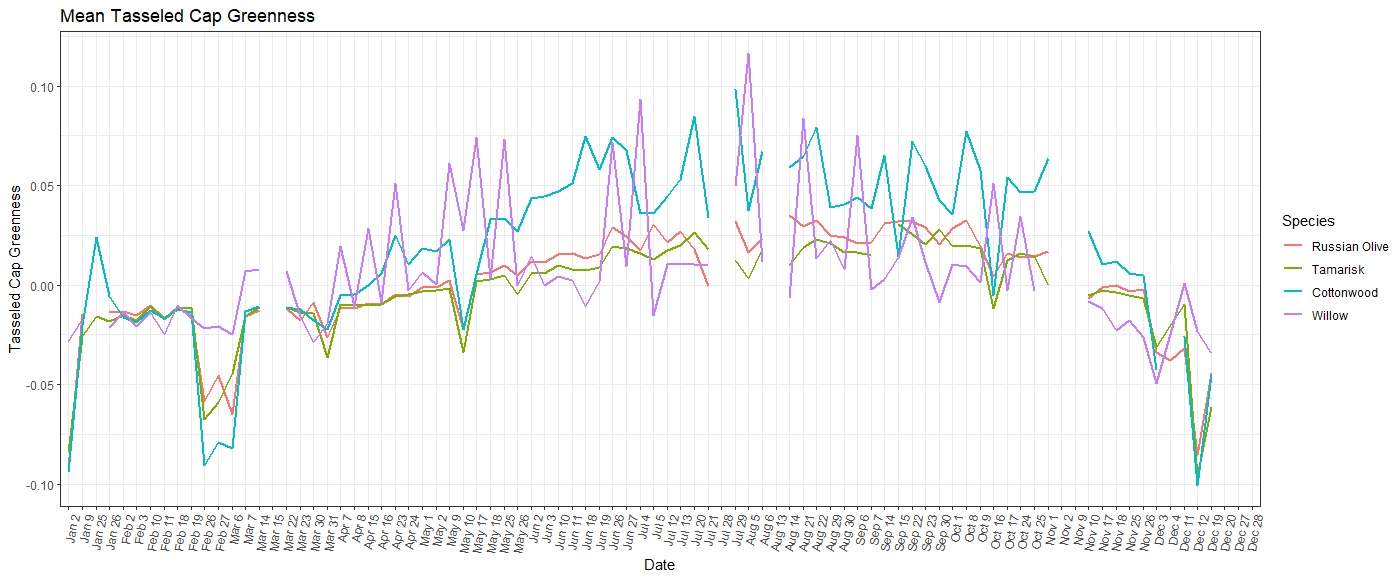 Mean Tasseled Cap Greenness
Tasseled Cap Greenness
0.10
0.05
0.00
-0.05
-0.10
Jan 2
Jan 9
Jan 25
Jan 26
Feb 2
Feb 3
Feb 10
Feb 11
Feb 18
Feb 19
Feb 26
Feb 27
Mar 6
Mar 7
Mar 14
Mar 15
Mar 22
Mar 23
Mar 30
Mar 31
Apr 7
Apr 8
Apr 15
Apr 16
Apr 23
Apr 24
May 1
May 2
May 9
May 10
May 17
May 18
May 25
May 26
Jun 2
Jun 3
Jun 10
Jun 11
Jun 18
Jun 19
Jun 26
Jun 27
Jul 4
Jul 5
Jul 12
Jul 13
Jul 20
Jul 21
Jul 28
Jul 29
Aug 5
Aug 6
Aug 13
Aug 14
Aug 21
Aug 22
Aug 29
Aug 30
Sep 6
Sep 7
Sep 14
Sep 15
Sep 22
Sep 23
Sep 30
Oct 1
Oct 8
Oct 9
Oct 16
Oct 17
Oct 24
Oct 25
Nov 1
Nov 2
Nov 9
Nov 10
Nov 17
Nov 18
Nov 25
Nov 26
Dec 3
Dec 4
Dec 11
Dec 12
Dec 19
Dec 20
Dec 27
Dec 28
Date
Species
Russian Olive
Tamarisk
Cottonwood
Willow